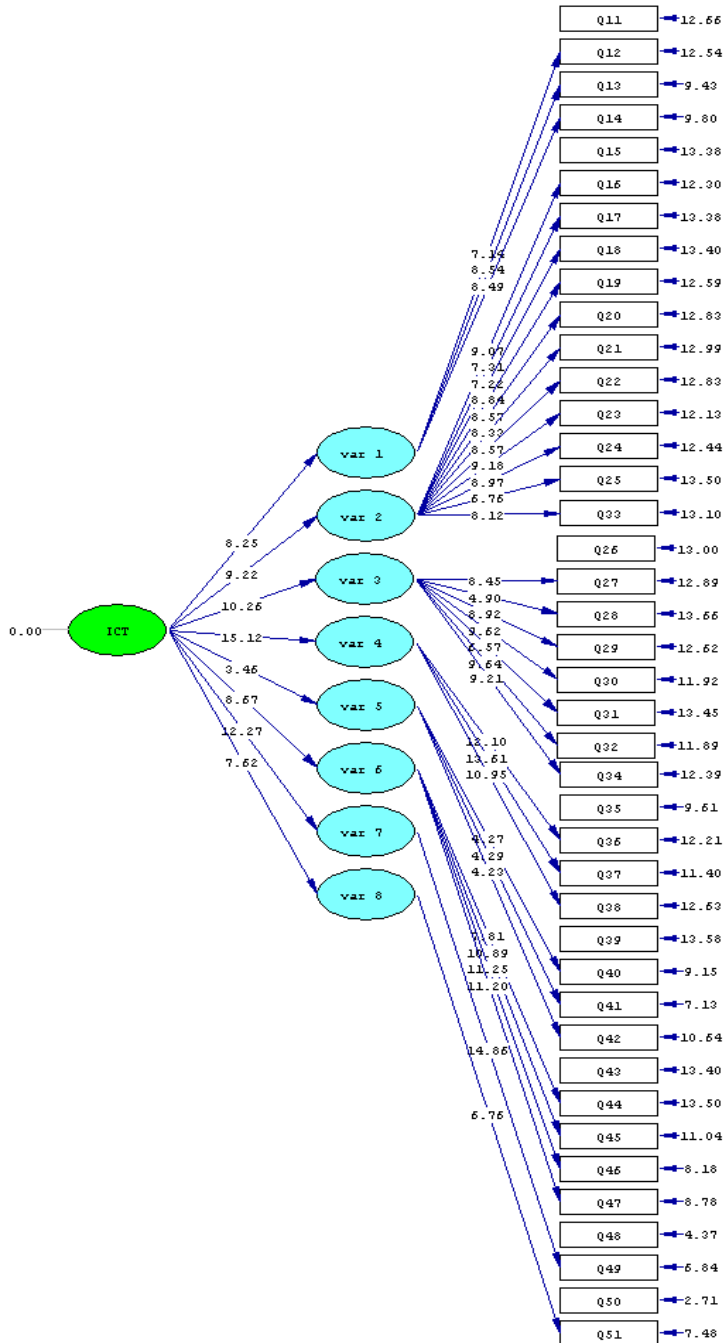 Q11 12.66
Q12 12.54
Q13 9.43
Q14 9.80
Q15 13.38
Q16 12.30
Q17 13.38
Q18 13.40
Q19 12.59
Q20 12.83
Q21 12.99
Q22 12.83
Q23 12.13
Q24 12.44
Q25 13.50
Q33 13.10
Q26 13.00
Q27 12.89
Q28 13.66
Q29 12.62
Q30 11.92
Q31 13.45
Q32 11.89
Q34 12.39
Q35 9.61
Q36 12.21
Q37 11.40
Q38 12.63
Q39 13.58
Q40 9.15
Q41 7.13
Q42 10.64
Q43 13.40
Q44 13.50
Q45 11.04
Q46 8.18
Q47 8.78
Q48 4.37
Q49 6.84
Q50 2.71
Q51 7.48
7.14
8.54
8.49
9.07
7.31
7.22
8.84
8.57
8.33
8.57
9.18
8.97
6.76
8.12
8.45
4.90
8.92
9.62
6.57
9.64
9.21
12.10
13.61
10.95
4.27
4.29
4.23
7.81
10.89
11.25
11.20
14.86
6.76
var 1
var 2
var 3
var 4
var 5
var 6
var 7
var 8
8.25
9.22
10.26
15.12
3.46
8.67
12.27
7.62
0.00
ICT